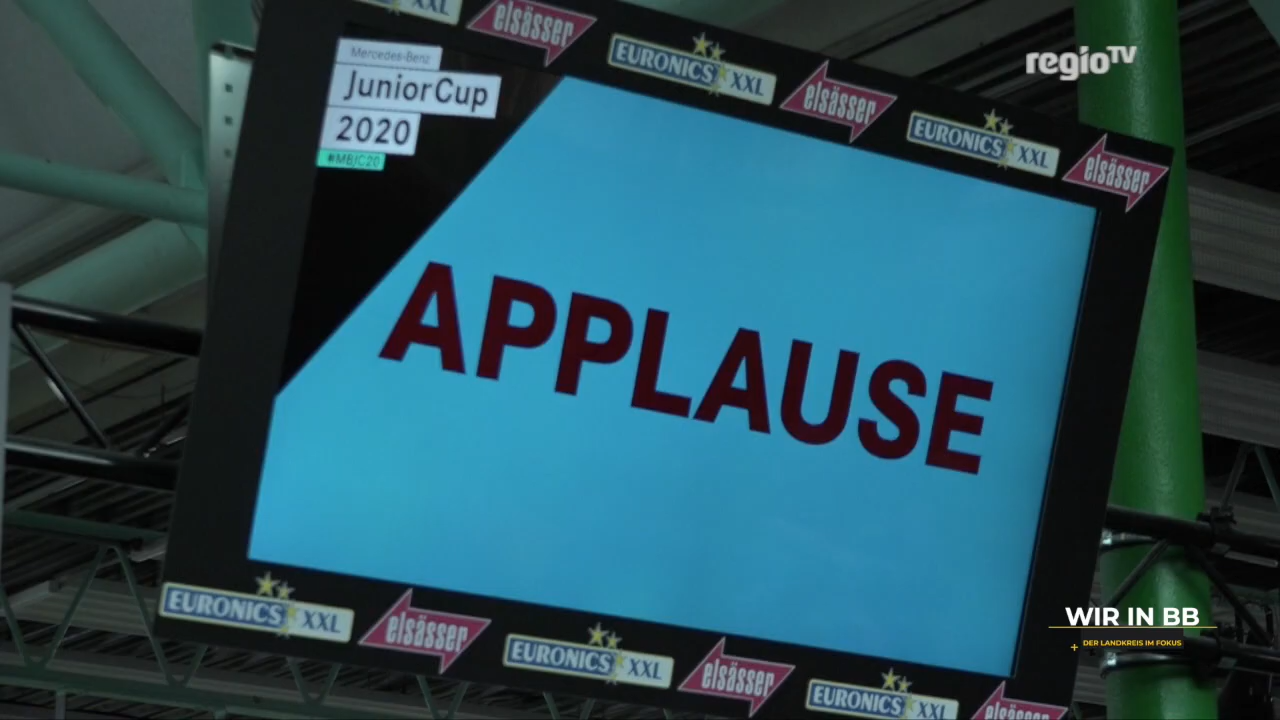 XXL
elsässer
EURONICS XXL
elsässer
EURONICS XXL
elsässer
regioTV
Mercedes-Benz
JuniorCup
2020
#MBJC20
APPLAUSE
EURONICS XXL
elsässer
EURONICS XXL
elsässer
EURONICS XXL
elsässer
WIR IN BB
+ DER LANDKREIS IM FOKUS